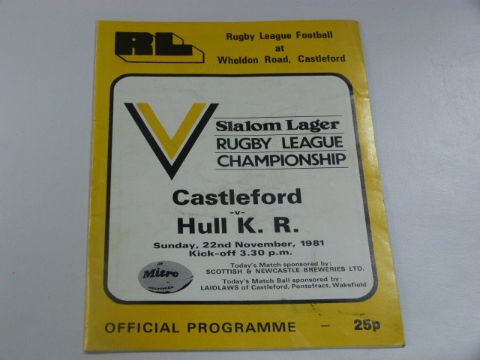 RL
Rugby League Football
at
Wheldon Road, Castleford
Slalom Lager
RUGBY LEAGUE
CHAMPIONSHIP
Castleford
-v-
Hull K. R.
Sunday, 22nd November, 1981
Kick-off 3.30 p.m.
Today's Match sponsored by:
SCOTTISH & NEWCASTLE BREWERIES LTD.
Today's Match Ball sponsored by:
LAIDLAWS of Castleford, Pontefract, Wakefield
Mitre
OFFICIAL PROGRAMME — 25p